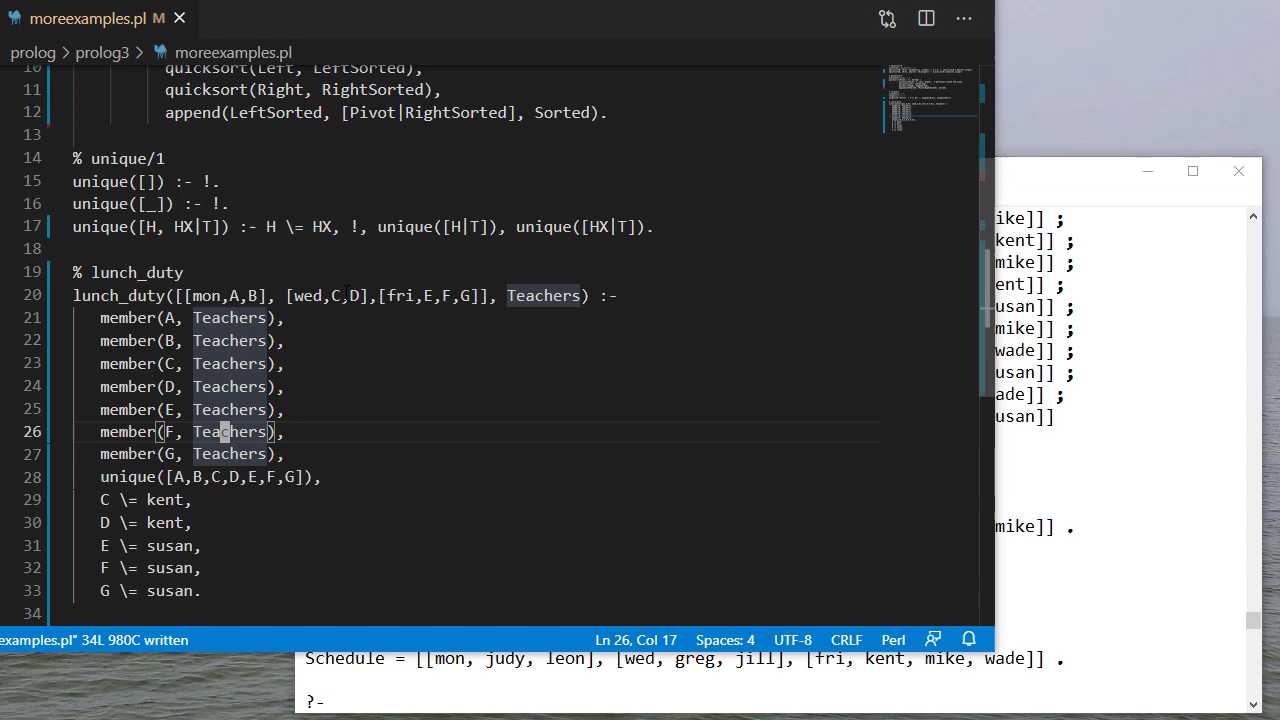 moreexamples.pl M
prolog > prolog3 > moreexamples.pl
10 quicksort(Left, LeftSorted),
11 quicksort(Right, RightSorted),
12 append(LeftSorted, [Pivot|RightSorted], Sorted).
13
14 % unique/1
15 unique([]) :- !.
16 unique([_]) :- !.
17 unique([H, HX|T]) :- H \= HX, !, unique([H|T]), unique([HX|T]).
18
19 % lunch_duty
20 lunch_duty([[mon,A,B], [wed,C,D],[fri,E,F,G]], Teachers) :-
21 member(A, Teachers),
22 member(B, Teachers),
23 member(C, Teachers),
24 member(D, Teachers),
25 member(E, Teachers),
26 member(F, Teachers),
27 member(G, Teachers),
28 unique([A,B,C,D,E,F,G]),
29 C \= kent,
30 D \= kent,
31 E \= susan,
32 F \= susan,
33 G \= susan.
34
examples.pl" 34L 980C written Ln 26, Col 17 Spaces: 4 UTF-8 CRLF Perl
ike]] ;
kent]] ;
mike]] ;
ent]] ;
susan]] ;
mike]] ;
wade]] ;
susan]] ;
ade]] ;
usan]]
mike]] .
Schedule = [[mon, judy, leon], [wed, greg, jill], [fri, kent, mike, wade]] .
?-